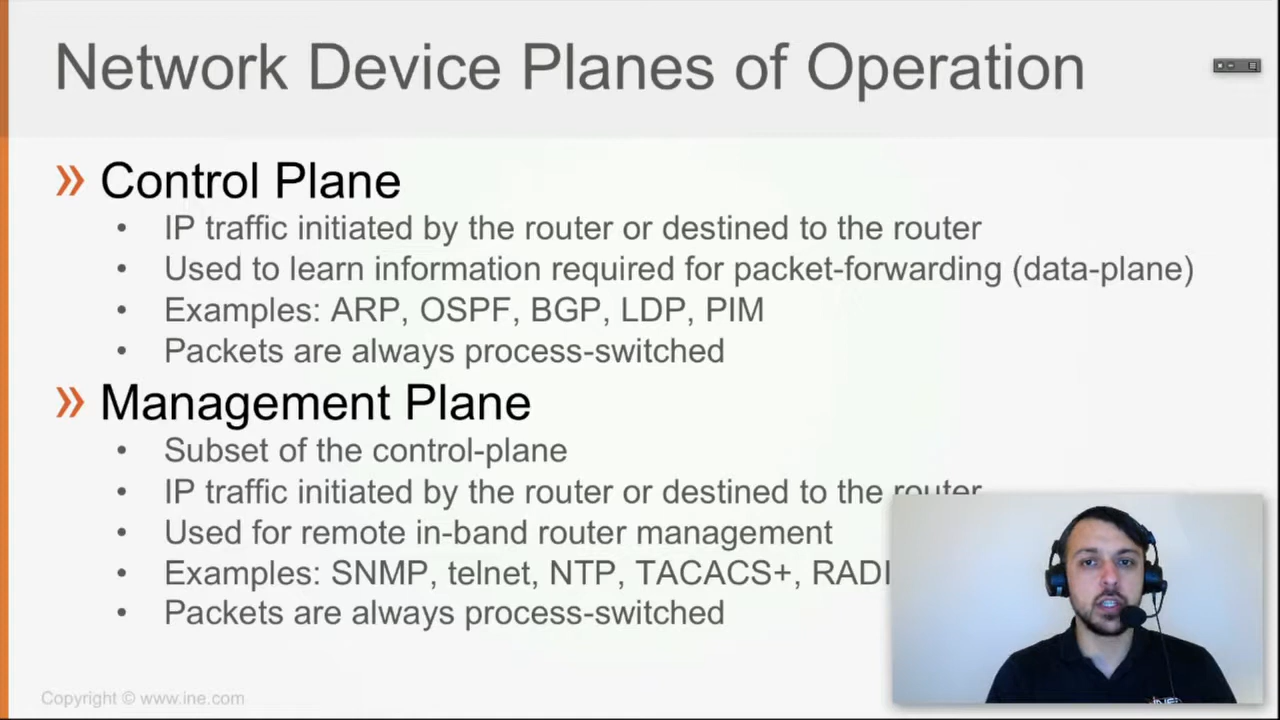 Network Device Planes of Operation
» Control Plane
• IP traffic initiated by the router or destined to the router
• Used to learn information required for packet-forwarding (data-plane)
• Examples: ARP, OSPF, BGP, LDP, PIM
• Packets are always process-switched
» Management Plane
• Subset of the control-plane
• IP traffic initiated by the router or destined to the router
• Used for remote in-band router management
• Examples: SNMP, telnet, NTP, TACACS+,
• Packets are always process-switched
Copyright © www.ine.com